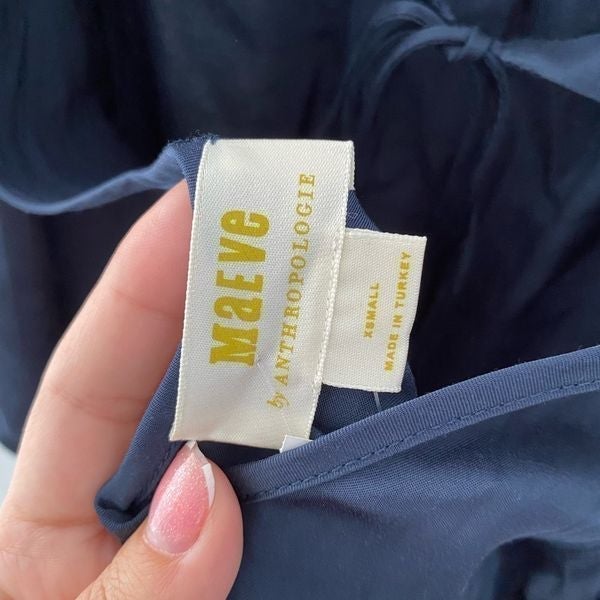 MaEVe
by ANTHROPOLOGIE
XSMALL
MADE IN TURKEY